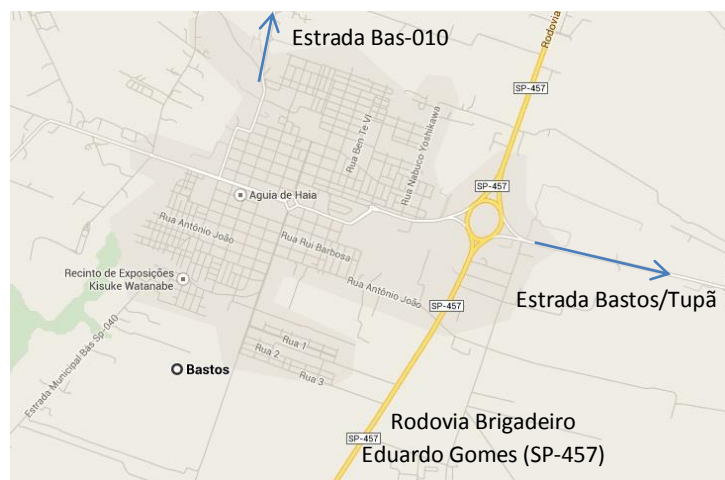 Estrada Bas-010
Rodovia
SP-457
Rua Ben Te VI
Rua Nabuco Yoshikawa
SP-457
Aguia de Haia
Rua Antônio João
Rua Rui Barbosa
Recinto de Exposições
Kisuke Watanabe
Rua Antônio João
Estrada Bastos/Tupã
SP-457
Estrada Municipal Bás Sp-040
Rua 1
Rua 2
Rua 3
Bastos
Rodovia Brigadeiro
SP-457
Eduardo Gomes (SP-457)